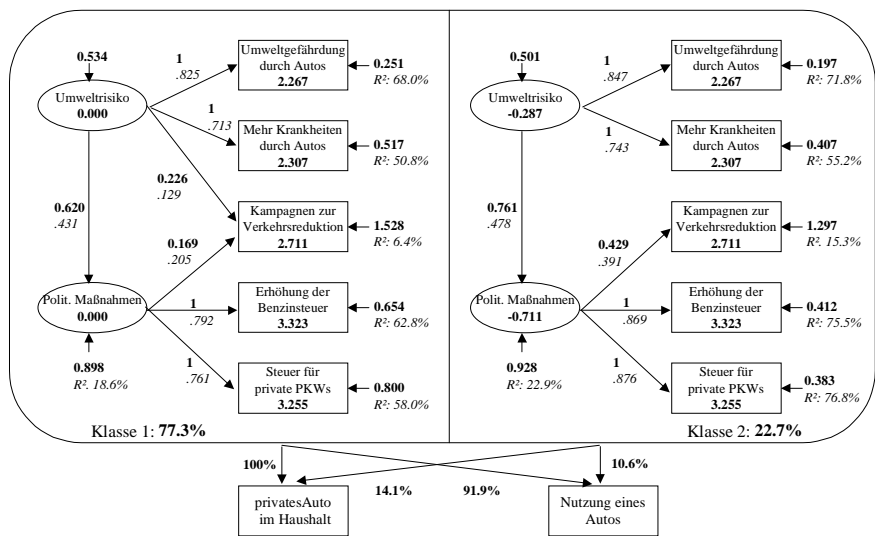 0.534
Umweltrisiko
0.000
1
.825
Umweltgefährdung
durch Autos
2.267
0.251
R²: 68.0%
1
.713
Mehr Krankheiten
durch Autos
2.307
0.517
R²: 50.8%
0.226
.129
0.620
.431
Kampagnen zur
Verkehrsreduktion
2.711
1.528
R²: 6.4%
0.169
.205
Polit. Maßnahmen
0.000
1
.792
Erhöhung der
Benzinsteuer
3.323
0.654
R²: 62.8%
0.898
R². 18.6%
1
.761
Steuer für
private PKWs
3.255
0.800
R²: 58.0%
Klasse 1: 77.3%
0.501
Umweltrisiko
-0.287
1
.847
Umweltgefährdung
durch Autos
2.267
0.197
R²: 71.8%
1
.743
Mehr Krankheiten
durch Autos
2.307
0.407
R²: 55.2%
0.761
.478
Kampagnen zur
Verkehrsreduktion
2.711
1.297
R². 15.3%
0.429
.391
Polit. Maßnahmen
-0.711
1
.869
Erhöhung der
Benzinsteuer
3.323
0.412
R²: 75.5%
0.928
R²: 22.9%
1
.876
Steuer für
private PKWs
3.255
0.383
R²: 76.8%
Klasse 2: 22.7%
100%
10.6%
14.1%
91.9%
privatesAuto
im Haushalt
Nutzung eines
Autos